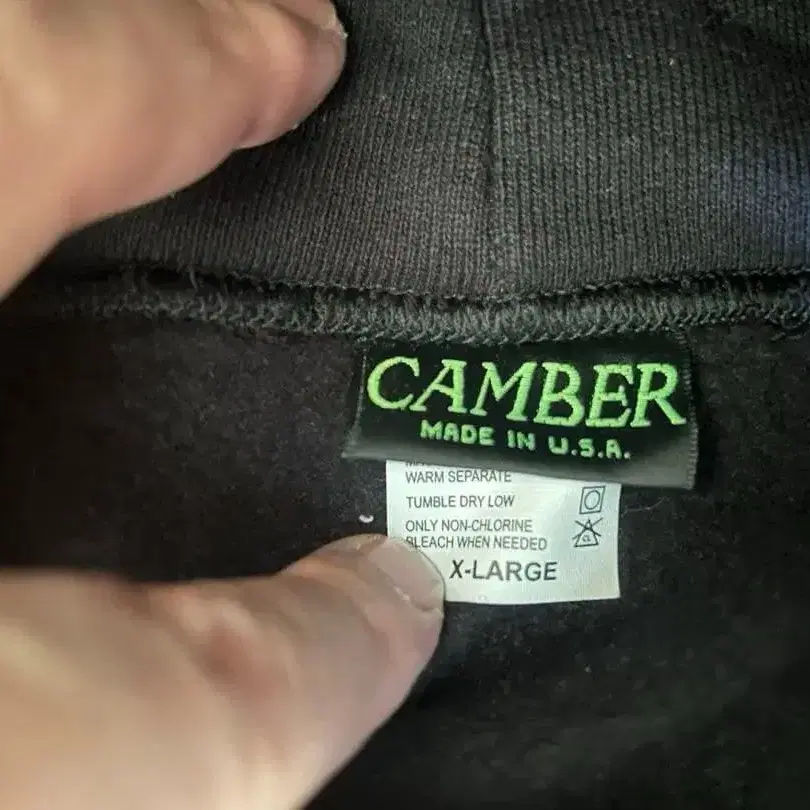 CAMBER
MADE IN U.S.A.
WARM SEPARATE
TUMBLE DRY LOW
ONLY NON-CHLORINE
BLEACH WHEN NEEDED
X-LARGE